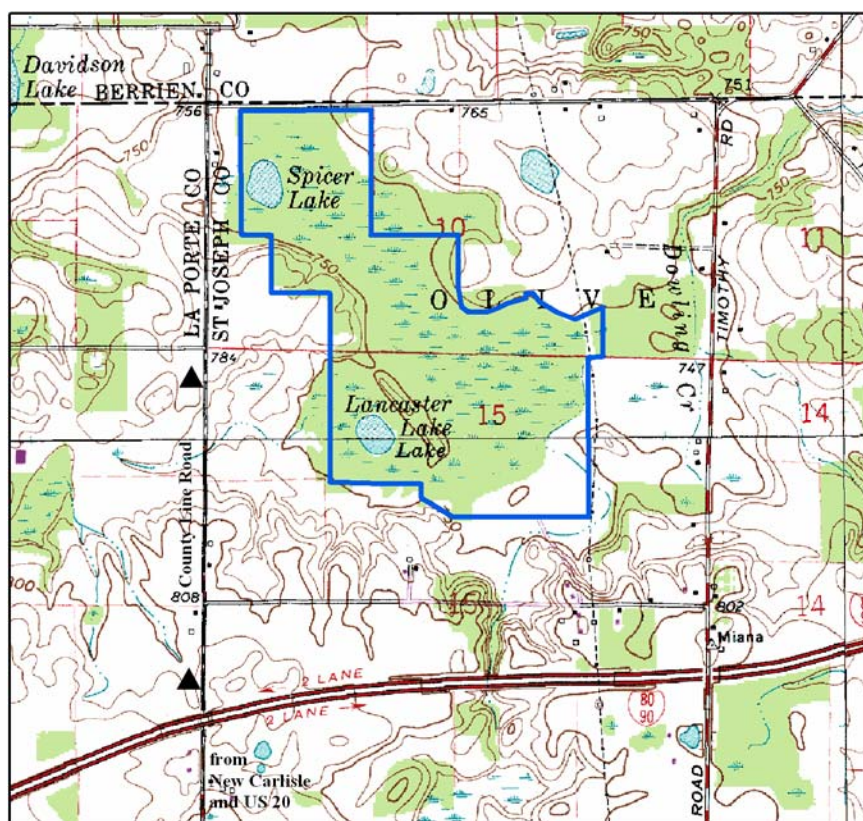 750
Davidson
Lake
BERRIEN CO
756
765
751
RD
750
750
LA PORTE CO
ST JOSEPH CO
Spicer
Lake
10
11
OLIVE
Dowling
Cr
TIMOTHY
784
747
750
Lancaster
Lake
Lake
15
14
County Line Road
800
808
802
14
Miana
2 LANE
2 LANE
80
90
from
New Carlisle
and US 20
ROAD